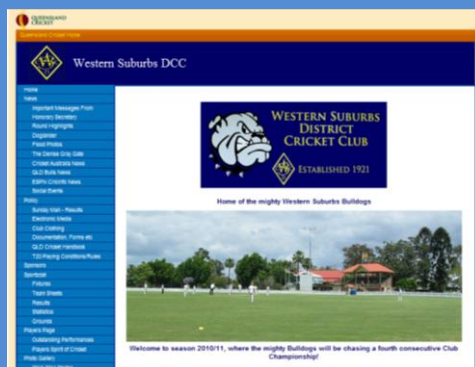 QUEENSLAND
CRICKET
Queensland Cricket Home
Western Suburbs DCC
Home
News
Important Messages From
Honorary Secretary
Round Highlights
Doglander
Flood Photos
The Denise Gray Gate
Cricket Australia News
QLD Bulls News
ESPN Cricinfo News
Social Events
Policy
Sunday Mail - Results
Electronic Media
Club Clothing
Documentation, Forms etc
QLD Cricket Handbook
T20 Playing Conditions/Rules
Sponsors
Sportzstat
Fixtures
Team Sheets
Results
Statistics
Grounds
Players Page
Outstanding Performances
Players Spirit of Cricket
Photo Gallery
WESTERN SUBURBS
DISTRICT
CRICKET CLUB
ESTABLISHED 1921
Home of the mighty Western Suburbs Bulldogs
Welcome to season 2010/11, where the mighty Bulldogs will be chasing a fourth consecutive Club
Championship!